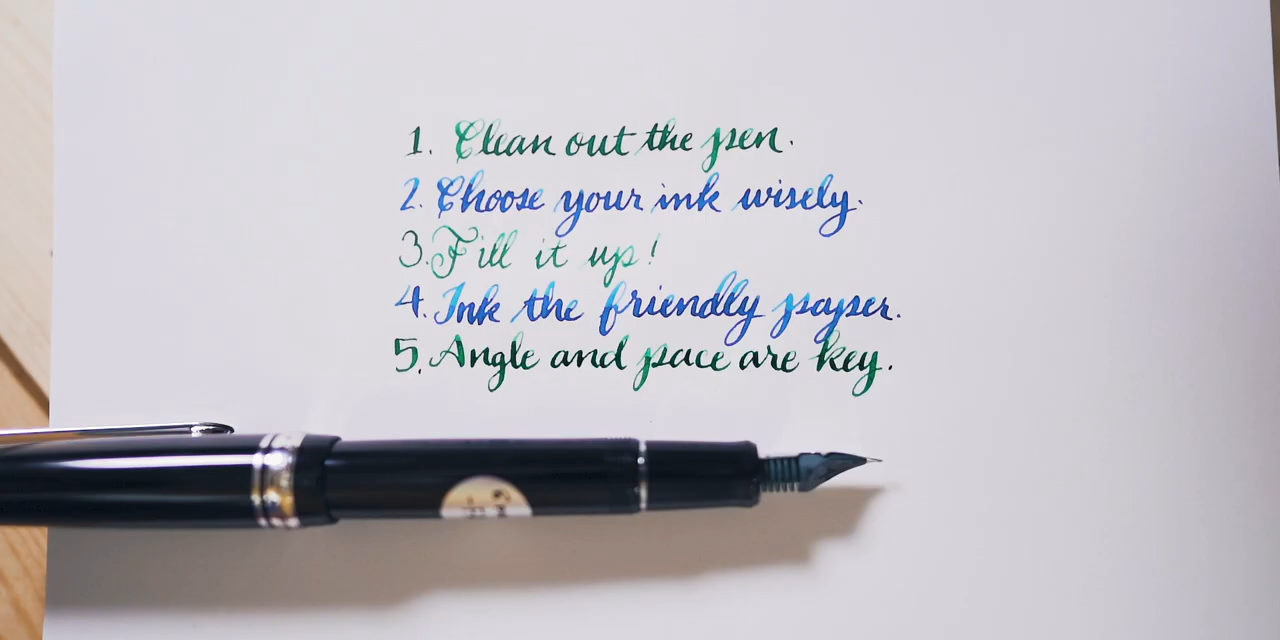 1. Clean out the pen.
2. Choose your ink wisely.
3. Fill it up!
4. Ink the friendly paper.
5. Angle and pace are key.